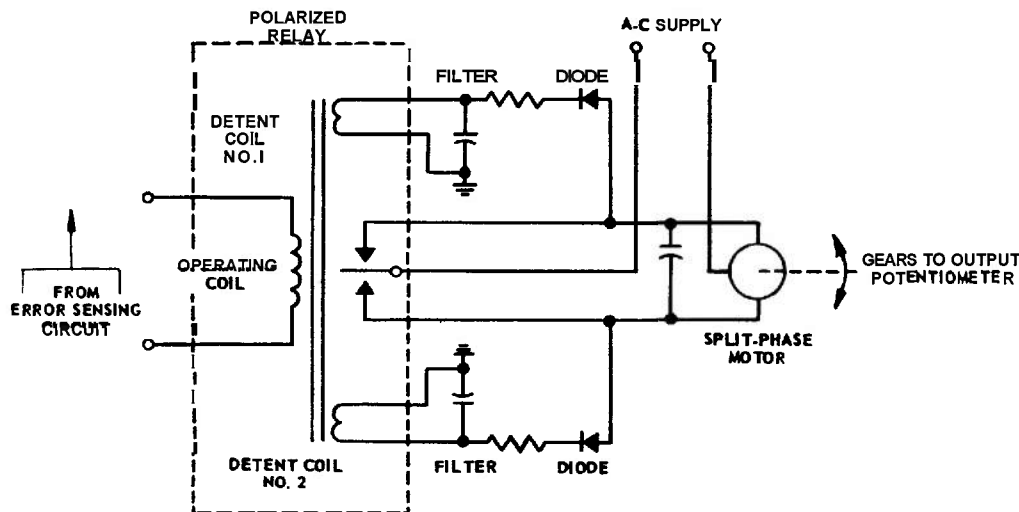 POLARIZED
RELAY
A-C SUPPLY
FILTER
DIODE
DETENT
COIL
NO.1
OPERATING
COIL
FROM
ERROR SENSING
CIRCUIT
GEARS TO OUTPUT
POTENTIOMETER
SPLIT-PHASE
MOTOR
DETENT COIL
NO. 2
FILTER
DIODE